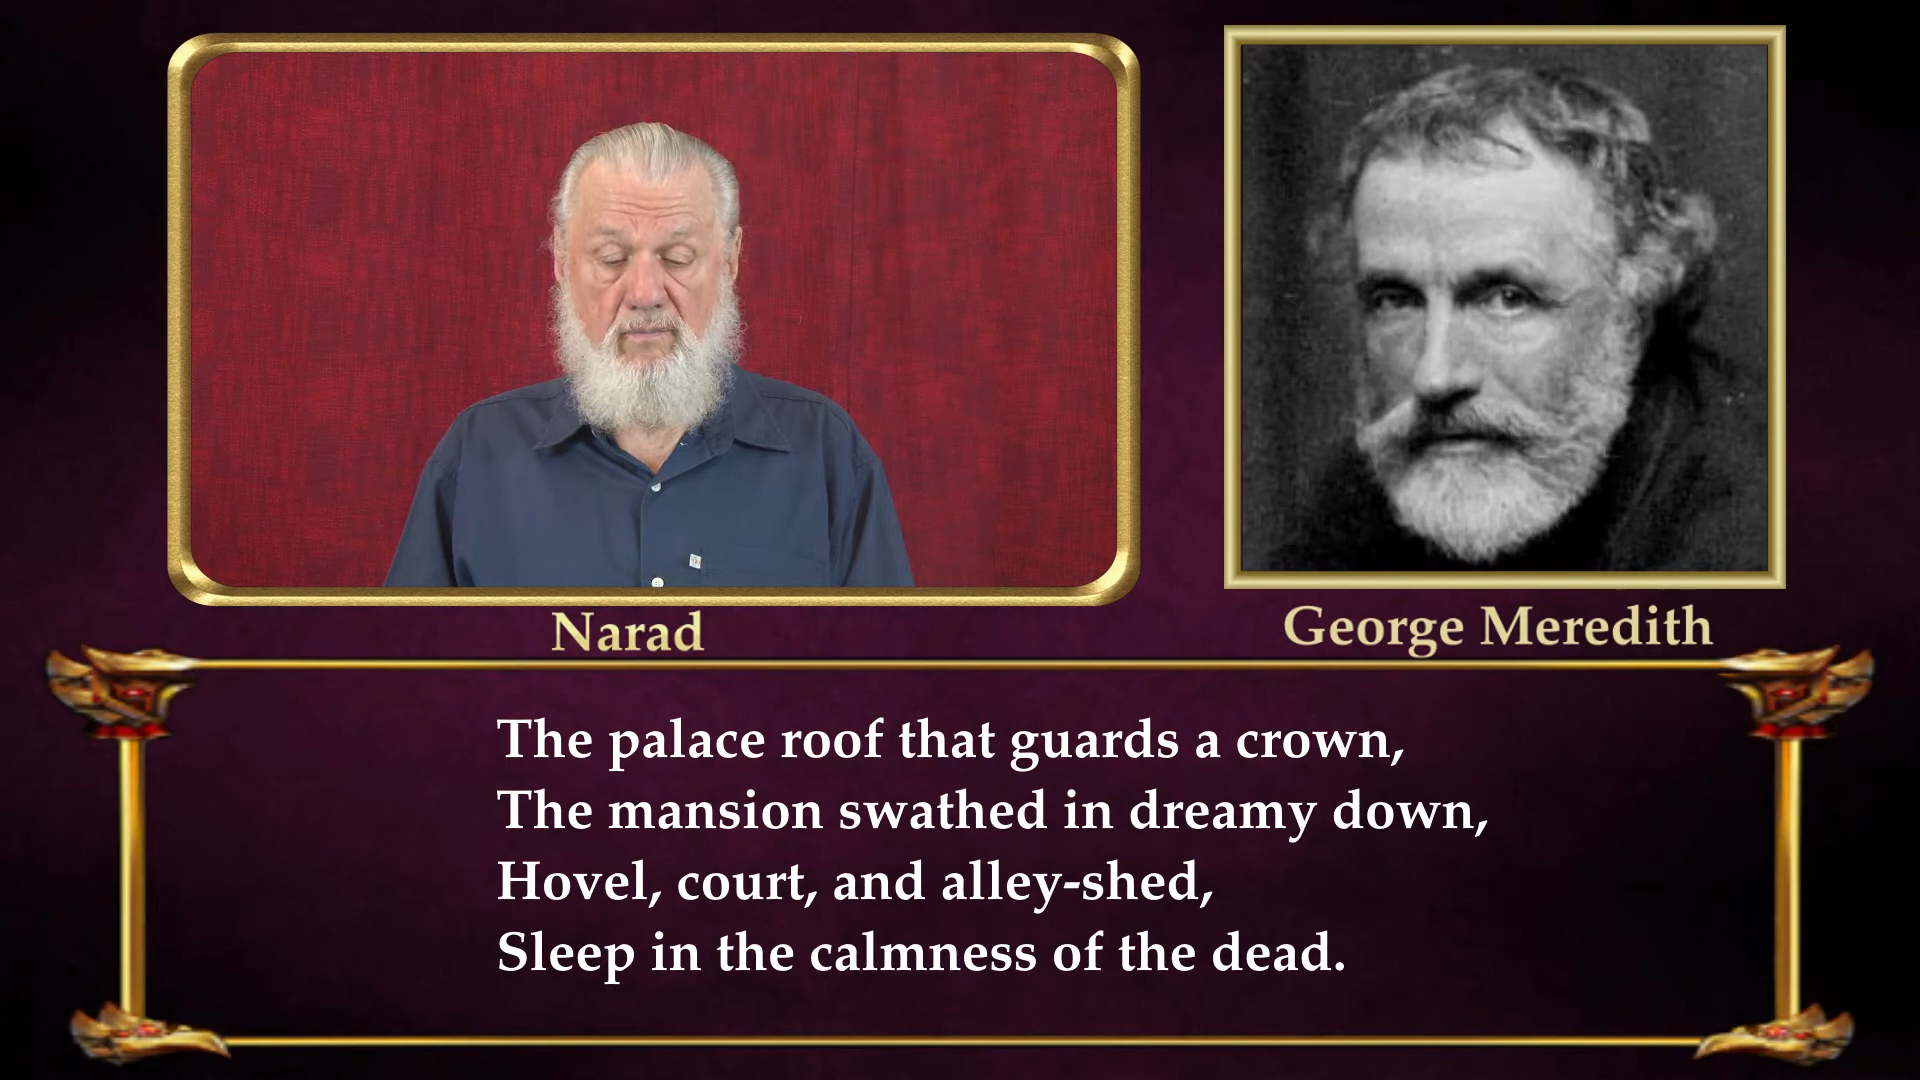 Narad
George Meredith
The palace roof that guards a crown,
The mansion swathed in dreamy down,
Hovel, court, and alley-shed,
Sleep in the calmness of the dead.